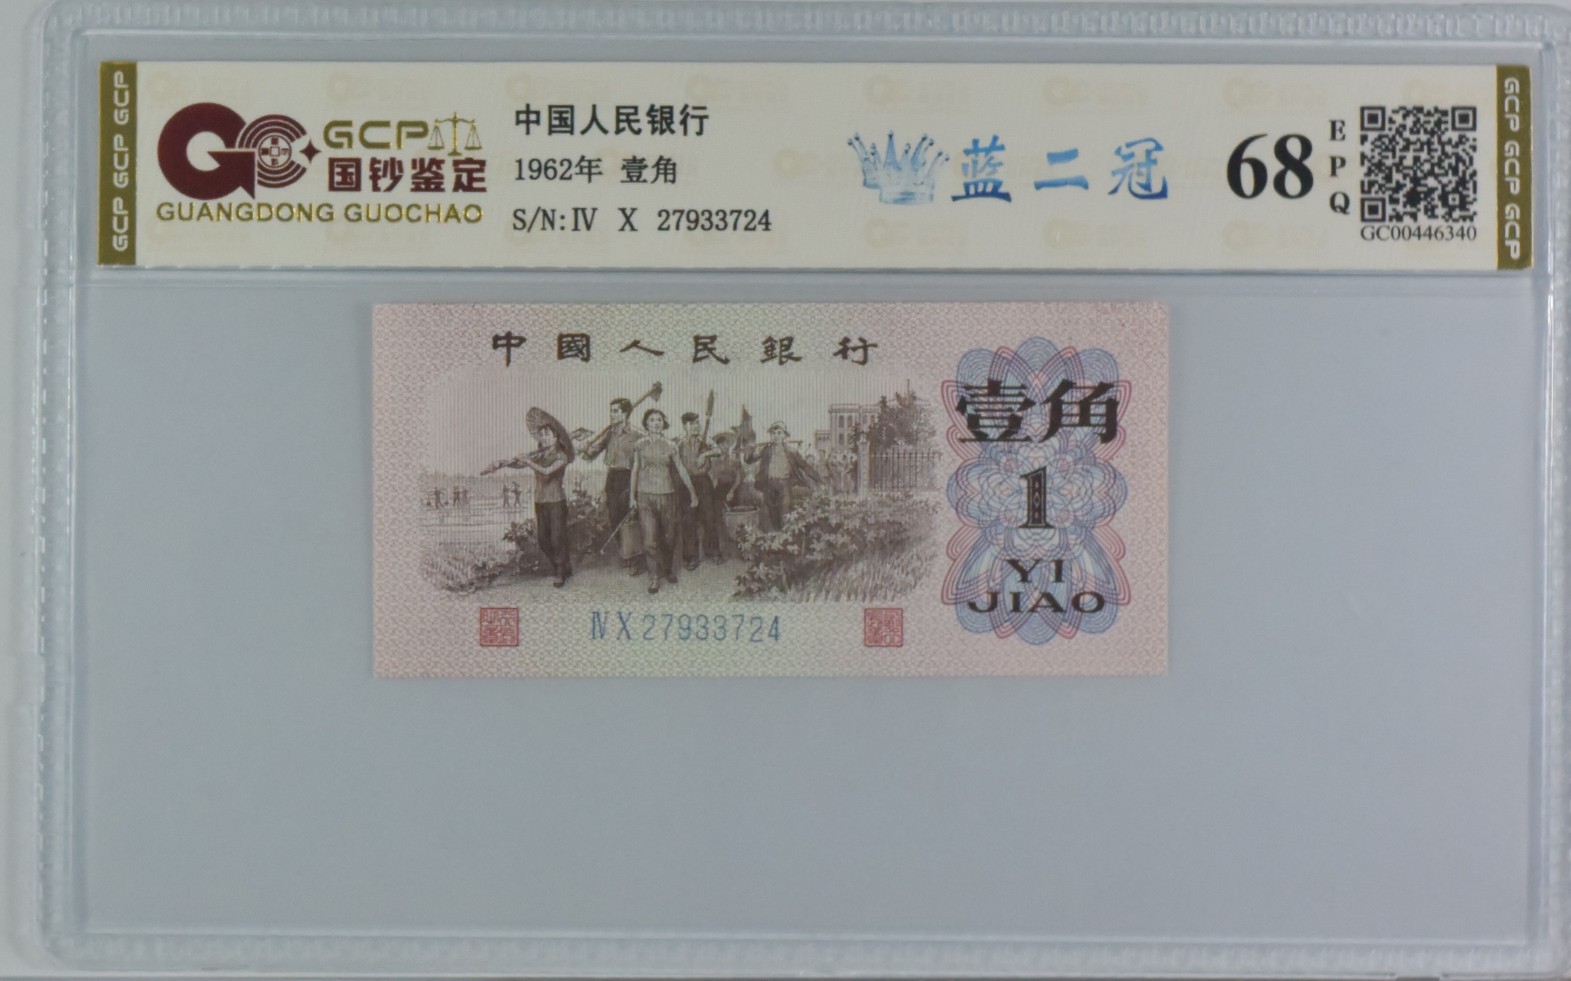 GCP GCP GCP
GCP
国钞鉴定
GUANGDONG GUOCHAO
中国人民银行
1962年 壹角
S/N:Ⅳ X 27933724
蓝二冠
68
EPQ
GC00446340
GCP GCP GCP
中國人民銀行
壹角
1
YI
JIAO
ⅣX27933724